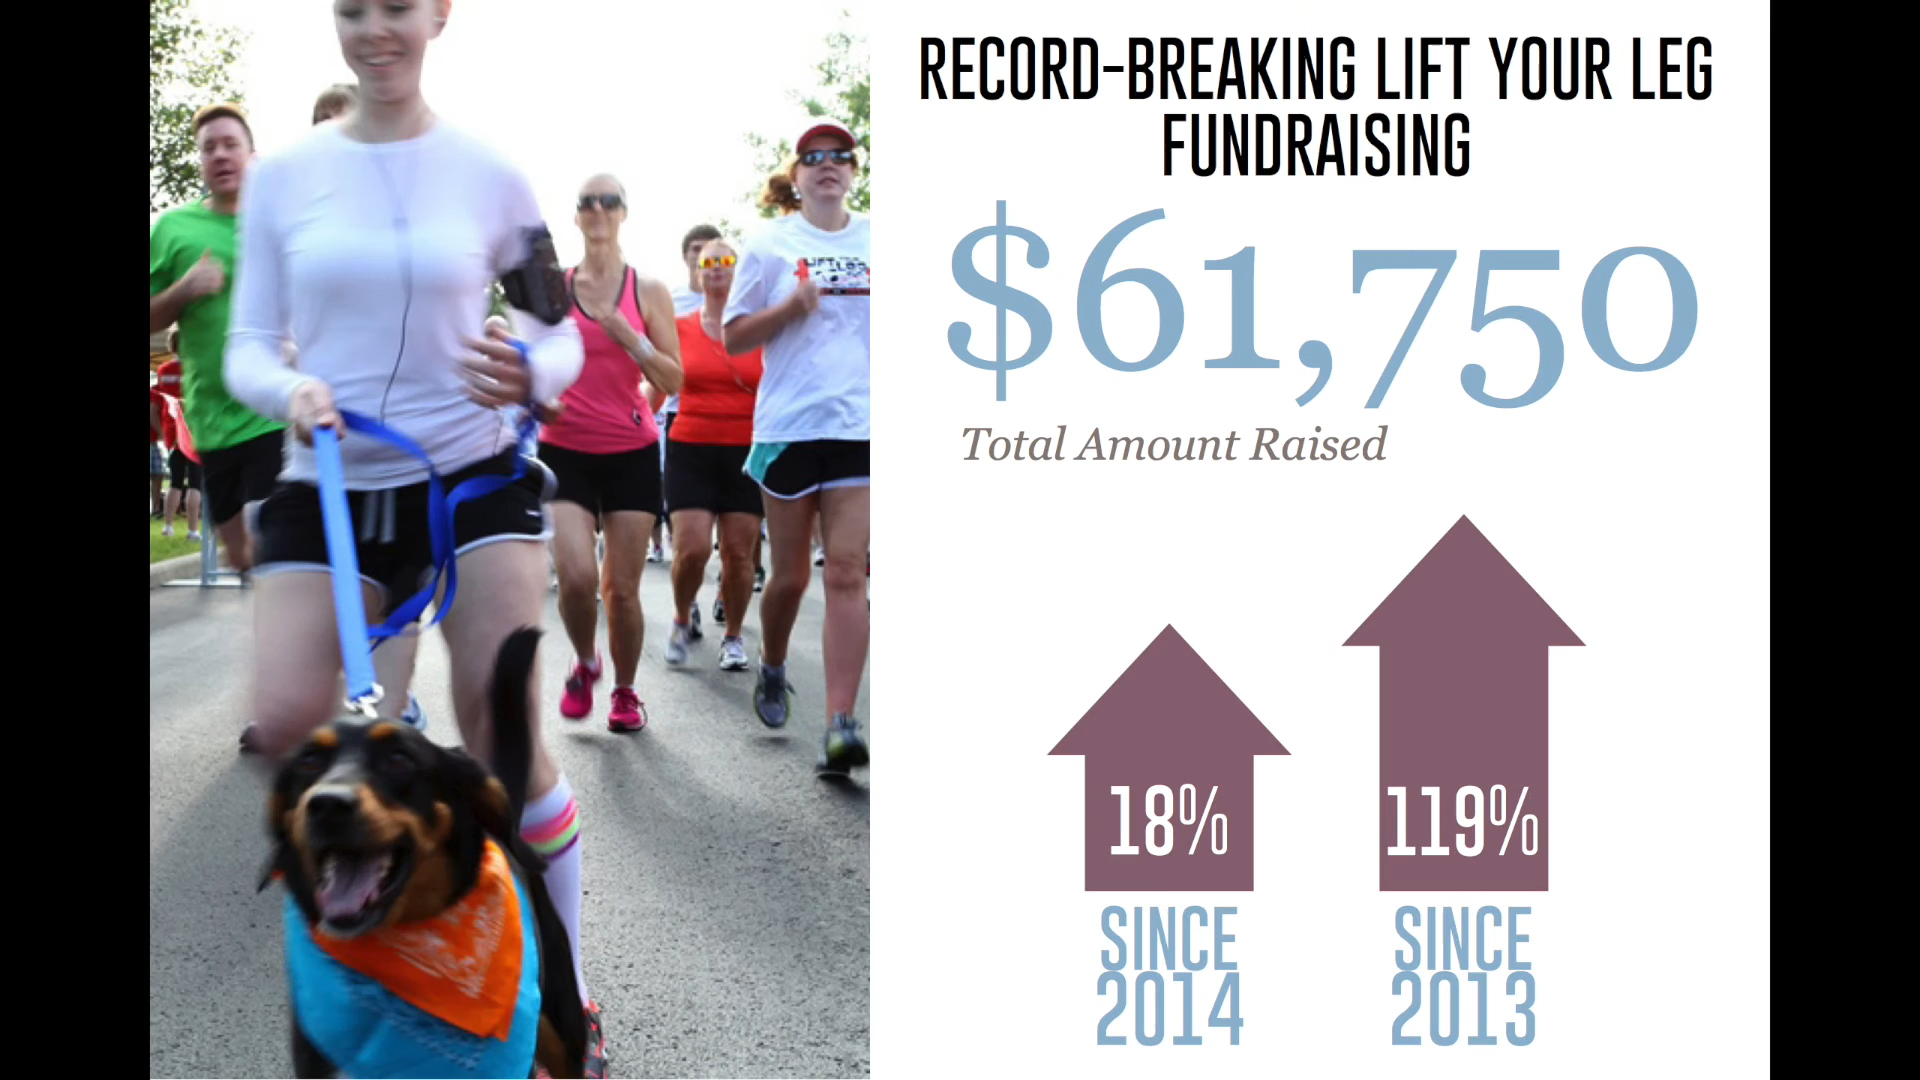 RECORD-BREAKING LIFT YOUR LEG
FUNDRAISING
$61,750
Total Amount Raised
18%
119%
SINCE
2014
SINCE
2013